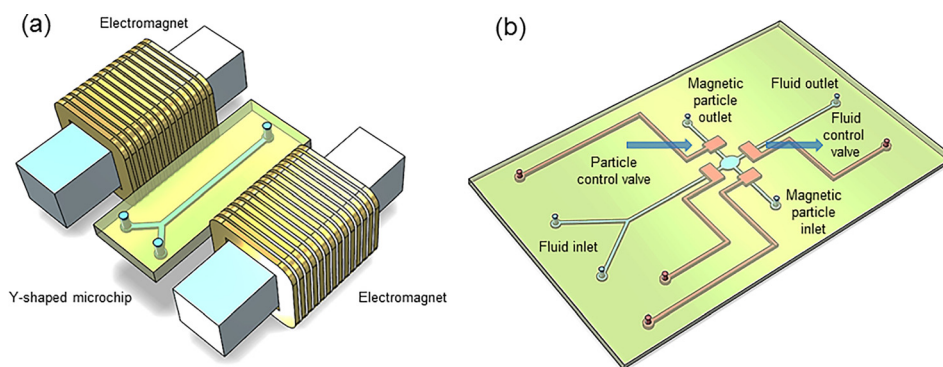 (a)
Electromagnet
Y-shaped microchip
Electromagnet
(b)
Magnetic
particle
outlet
Fluid outlet
Fluid
control
valve
Particle
control valve
Magnetic
particle
inlet
Fluid inlet